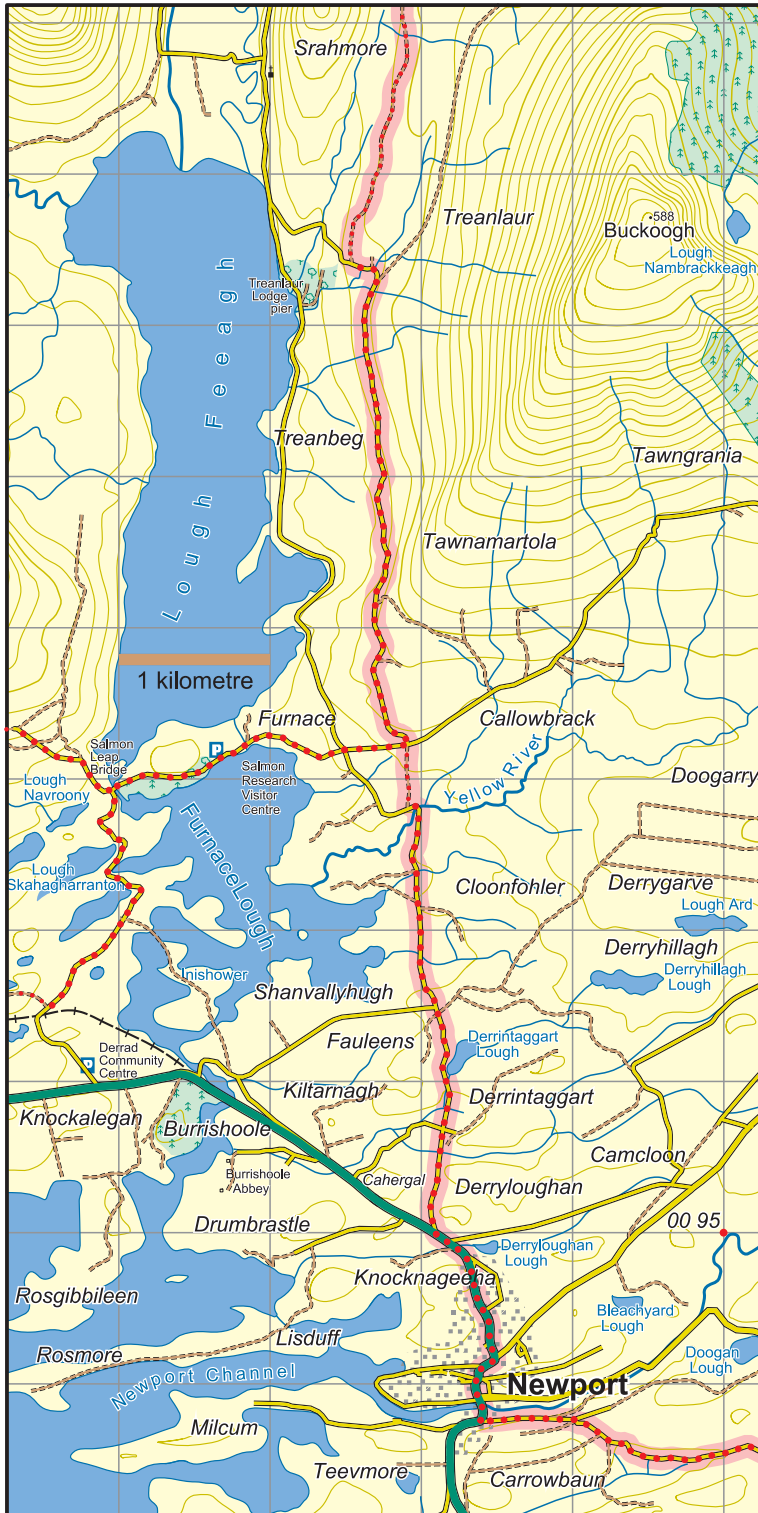 Srahmore
Treanlaur
588
Buckoogh
Lough
Nambrackkeagh
Treanlaur
Lodge
pier
Lough Feeagh
Treanbeg
Tawngrania
Tawnamartola
1 kilometre
Furnace
Callowbrack
Salmon
Leap
Bridge
P
Salmon
Research
Visitor
Centre
Lough
Navroony
Yellow River
Doogarry
Furnace Lough
Lough
Skahagharranton
Cloonfohler
Derrygarve
Lough Ard
Derryhillagh
Derryhillagh
Lough
Inishower
Shanvallyhugh
Fauleens
Derrintaggart
Lough
P
Derrad
Community
Centre
Kiltarnagh
Derrintaggart
Knockalegan
Burrishoole
Camcloon
Burrishoole
Abbey
Cahergal
Derryloughan
Drumbrastle
00 95
Derryloughan
Lough
Knocknageeha
Rosgibbileen
Bleachyard
Lough
Lisduff
Rosmore
Doogan
Lough
Newport Channel
Newport
Milcum
Teevmore
Carrowbaun